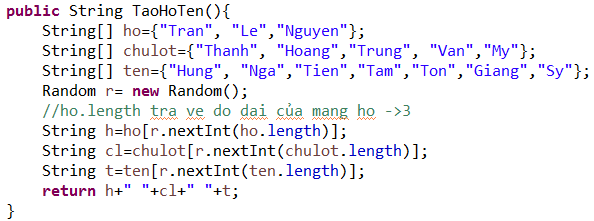 public String TaoHoTen(){
String[] ho={"Tran", "Le","Nguyen"};
String[] chulot={"Thanh", "Hoang","Trung", "Van","My"};
String[] ten={"Hung", "Nga","Tien","Tam","Ton","Giang","Sy"};
Random r= new Random();
//ho.length tra ve do dai của mang ho ->3
String h=ho[r.nextInt(ho.length)];
String cl=chulot[r.nextInt(chulot.length)];
String t=ten[r.nextInt(ten.length)];
return h+" "+cl+" "+t;
}